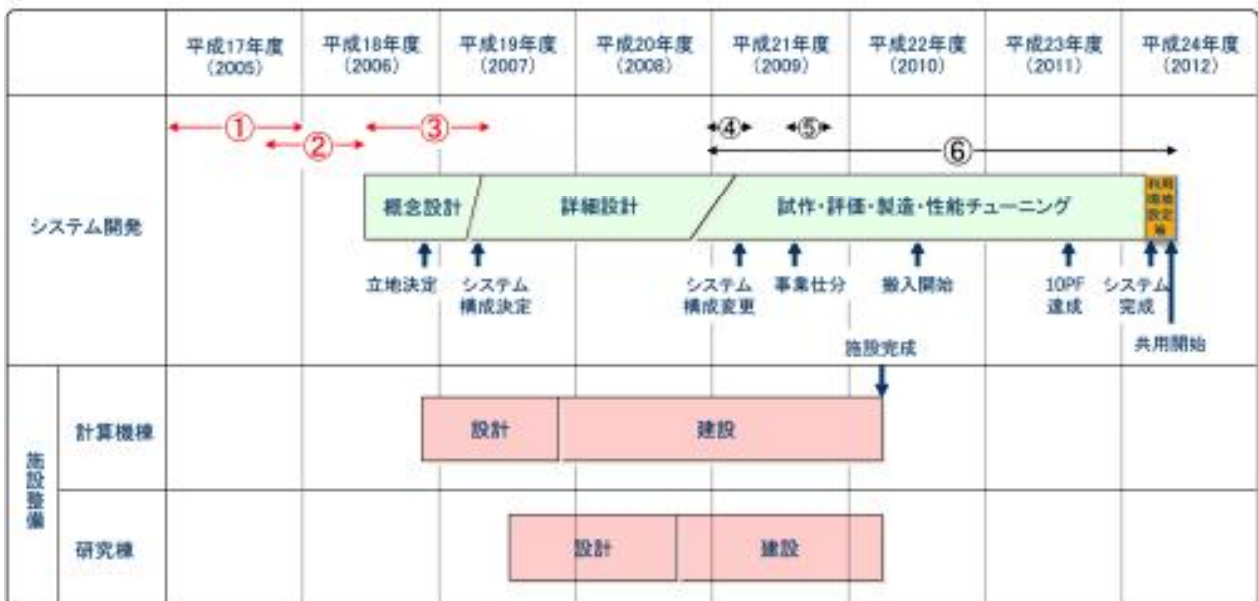 平成17年度
(2005)
平成18年度
(2006)
平成19年度
(2007)
平成20年度
(2008)
平成21年度
(2009)
平成22年度
(2010)
平成23年度
(2011)
平成24年度
(2012)
①
②
③
④
⑤
⑥
システム開発
概念設計
詳細設計
試作・評価・製造・性能チューニング
利用
環境
設定
等
立地決定
システム
構成決定
システム
構成変更
事業仕分
搬入開始
10PF
達成
システム
完成
共用開始
施設完成
施設整備
計算機棟
設計
建設
研究棟
設計
建設